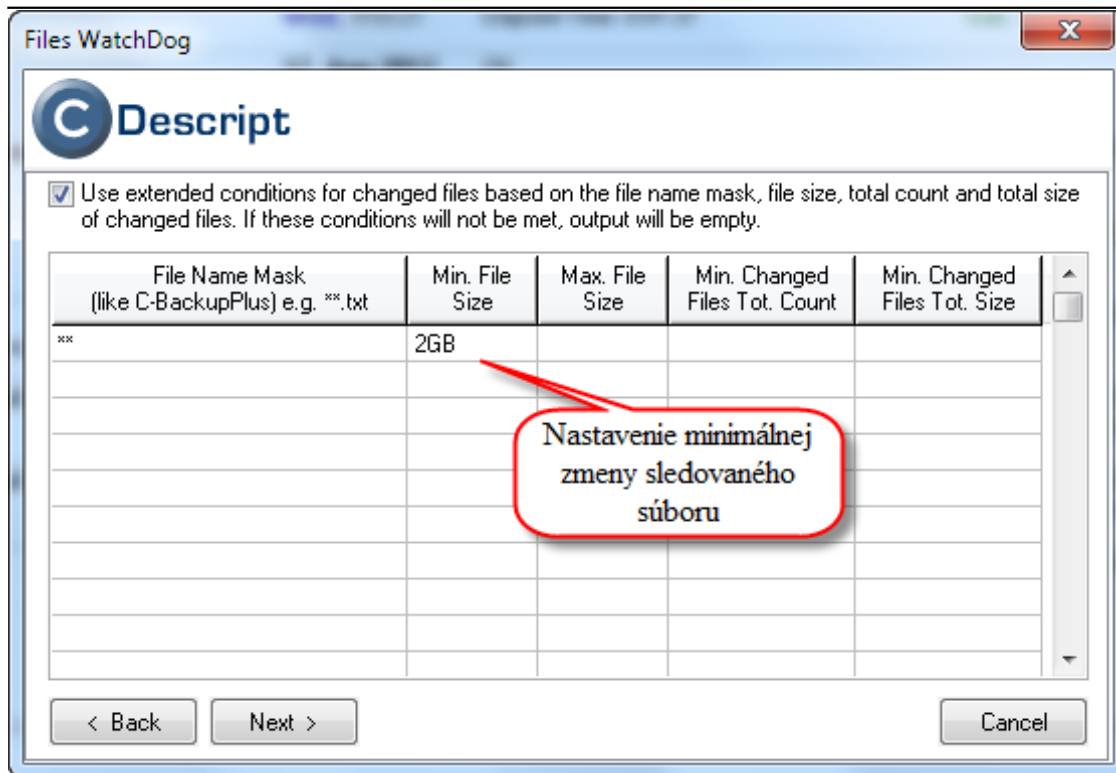 Files WatchDog
C Descript
Use extended conditions for changed files based on the file name mask, file size, total count and total size
of changed files. If these conditions will not be met, output will be empty.
File Name Mask
(like C-BackupPlus) e.g. **.txt
Min. File
Size
Max. File
Size
Min. Changed
Files Tot. Count
Min. Changed
Files Tot. Size
** 2GB
Nastavenie minimálnej
zmeny sledovaného
súboru
< Back
Next >
Cancel